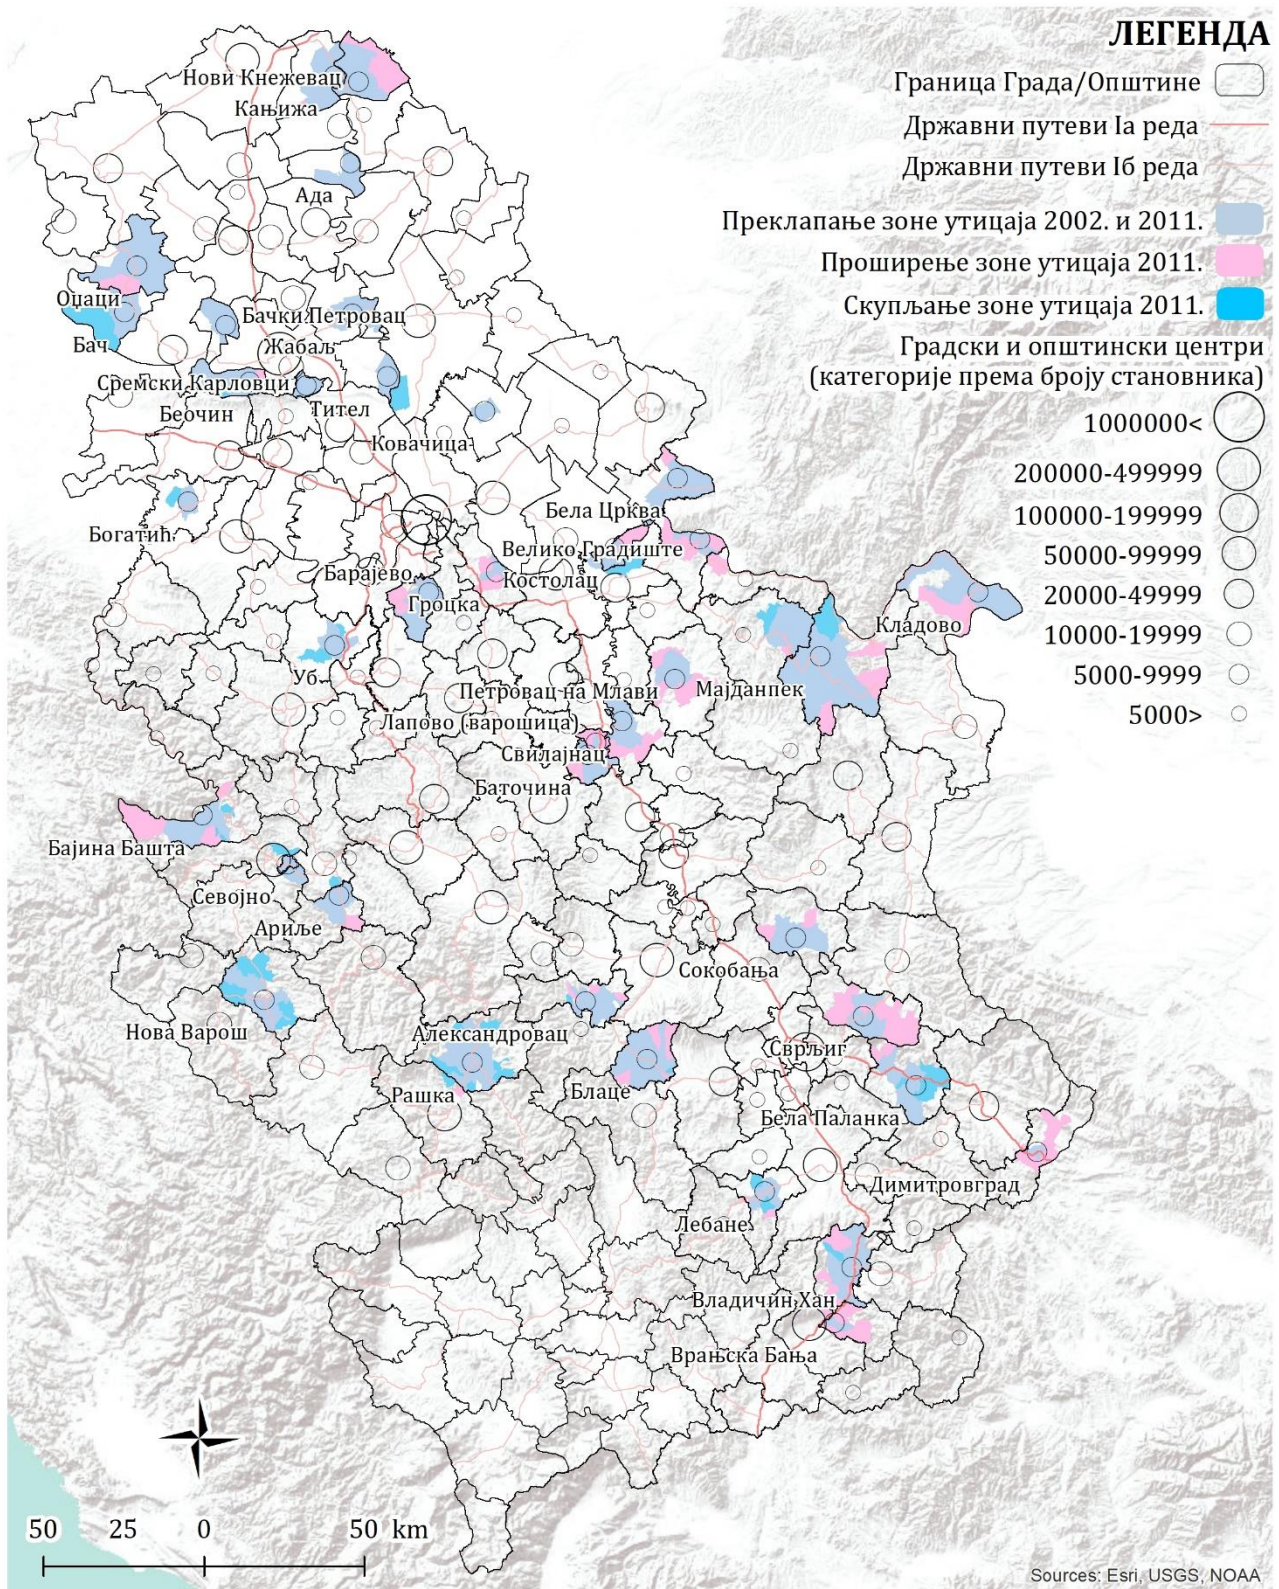 ЛЕГЕНДА
Граница Града/Општине
Државни путеви Iа реда
Државни путеви Iб реда
Преклапање зоне утицаја 2002. и 2011.
Проширење зоне утицаја 2011.
Скупљање зоне утицаја 2011.
Градски и општински центри
(категорије према броју становника)
1000000<
200000-499999
100000-199999
50000-99999
20000-49999
10000-19999
5000-9999
5000>
Нови Кнежевац
Кањижа
Ада
Оџаци
Бачки Петровац
Бач
Жабаљ
Сремски Карловци
Беочин
Тител
Ковачица
Бела Црква
Богатић
Велико Градиште
Барајево
Костолац
Гроцка
Кладово
Уб
Петровац на Млави
Мајданпек
Лапово (варошица)
Свилајнац
Баточина
Бајина Башта
Севојно
Ариље
Сокобања
Нова Варош
Александровац
Сврљиг
Рашка
Блаце
Бела Паланка
Димитровград
Лебане
Владичин Хан
Врањска Бања
50 25 0 50 km
Sources: Esri, USGS, NOAA